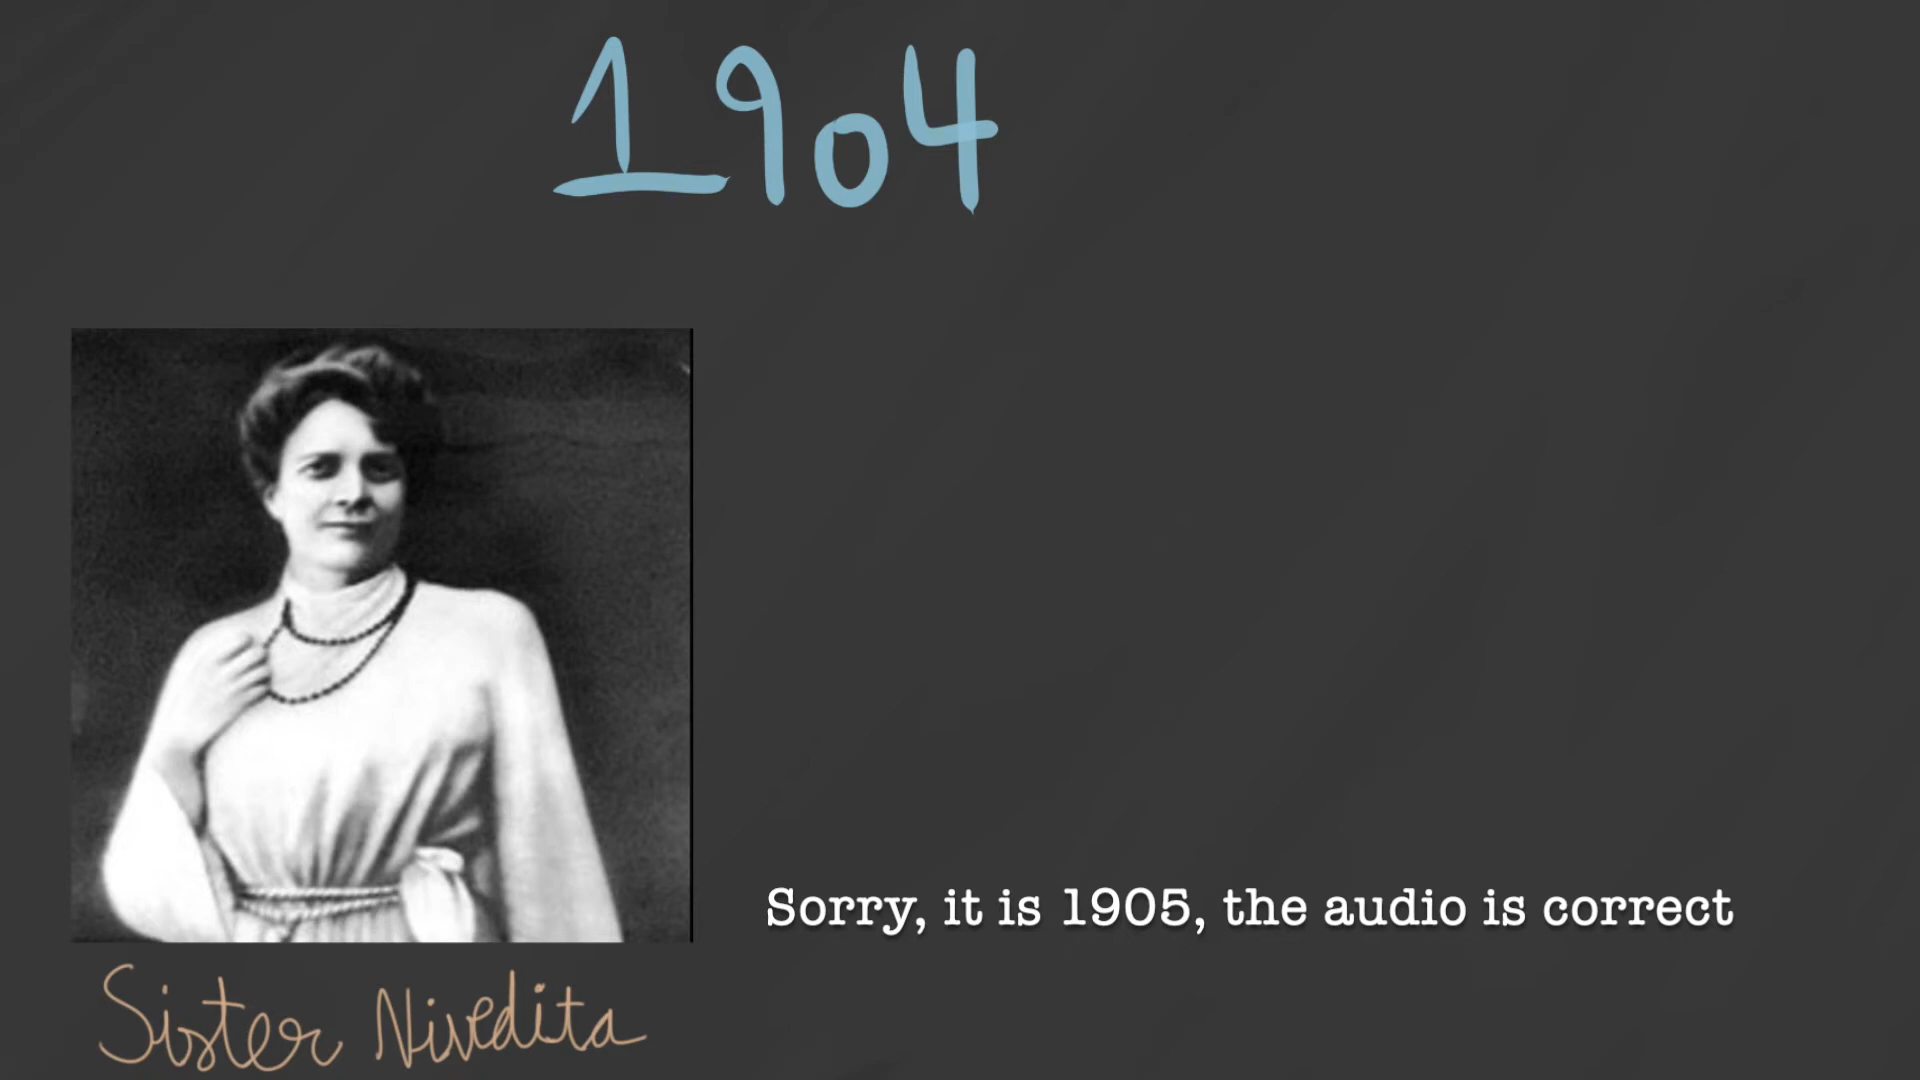 1904
Sorry, it is 1905, the audio is correct
Sister Nivedita